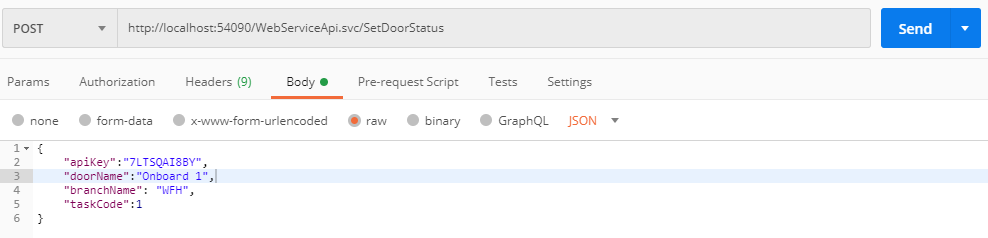 POST http://localhost:54090/WebServiceApi.svc/SetDoorStatus Send
Params Authorization Headers (9) Body Pre-request Script Tests Settings
none form-data x-www-form-urlencoded raw binary GraphQL JSON
1 {
2 "apiKey":"7LTSQAI8BY",
3 "doorName":"Onboard 1",
4 "branchName": "WFH",
5 "taskCode":1
6 }